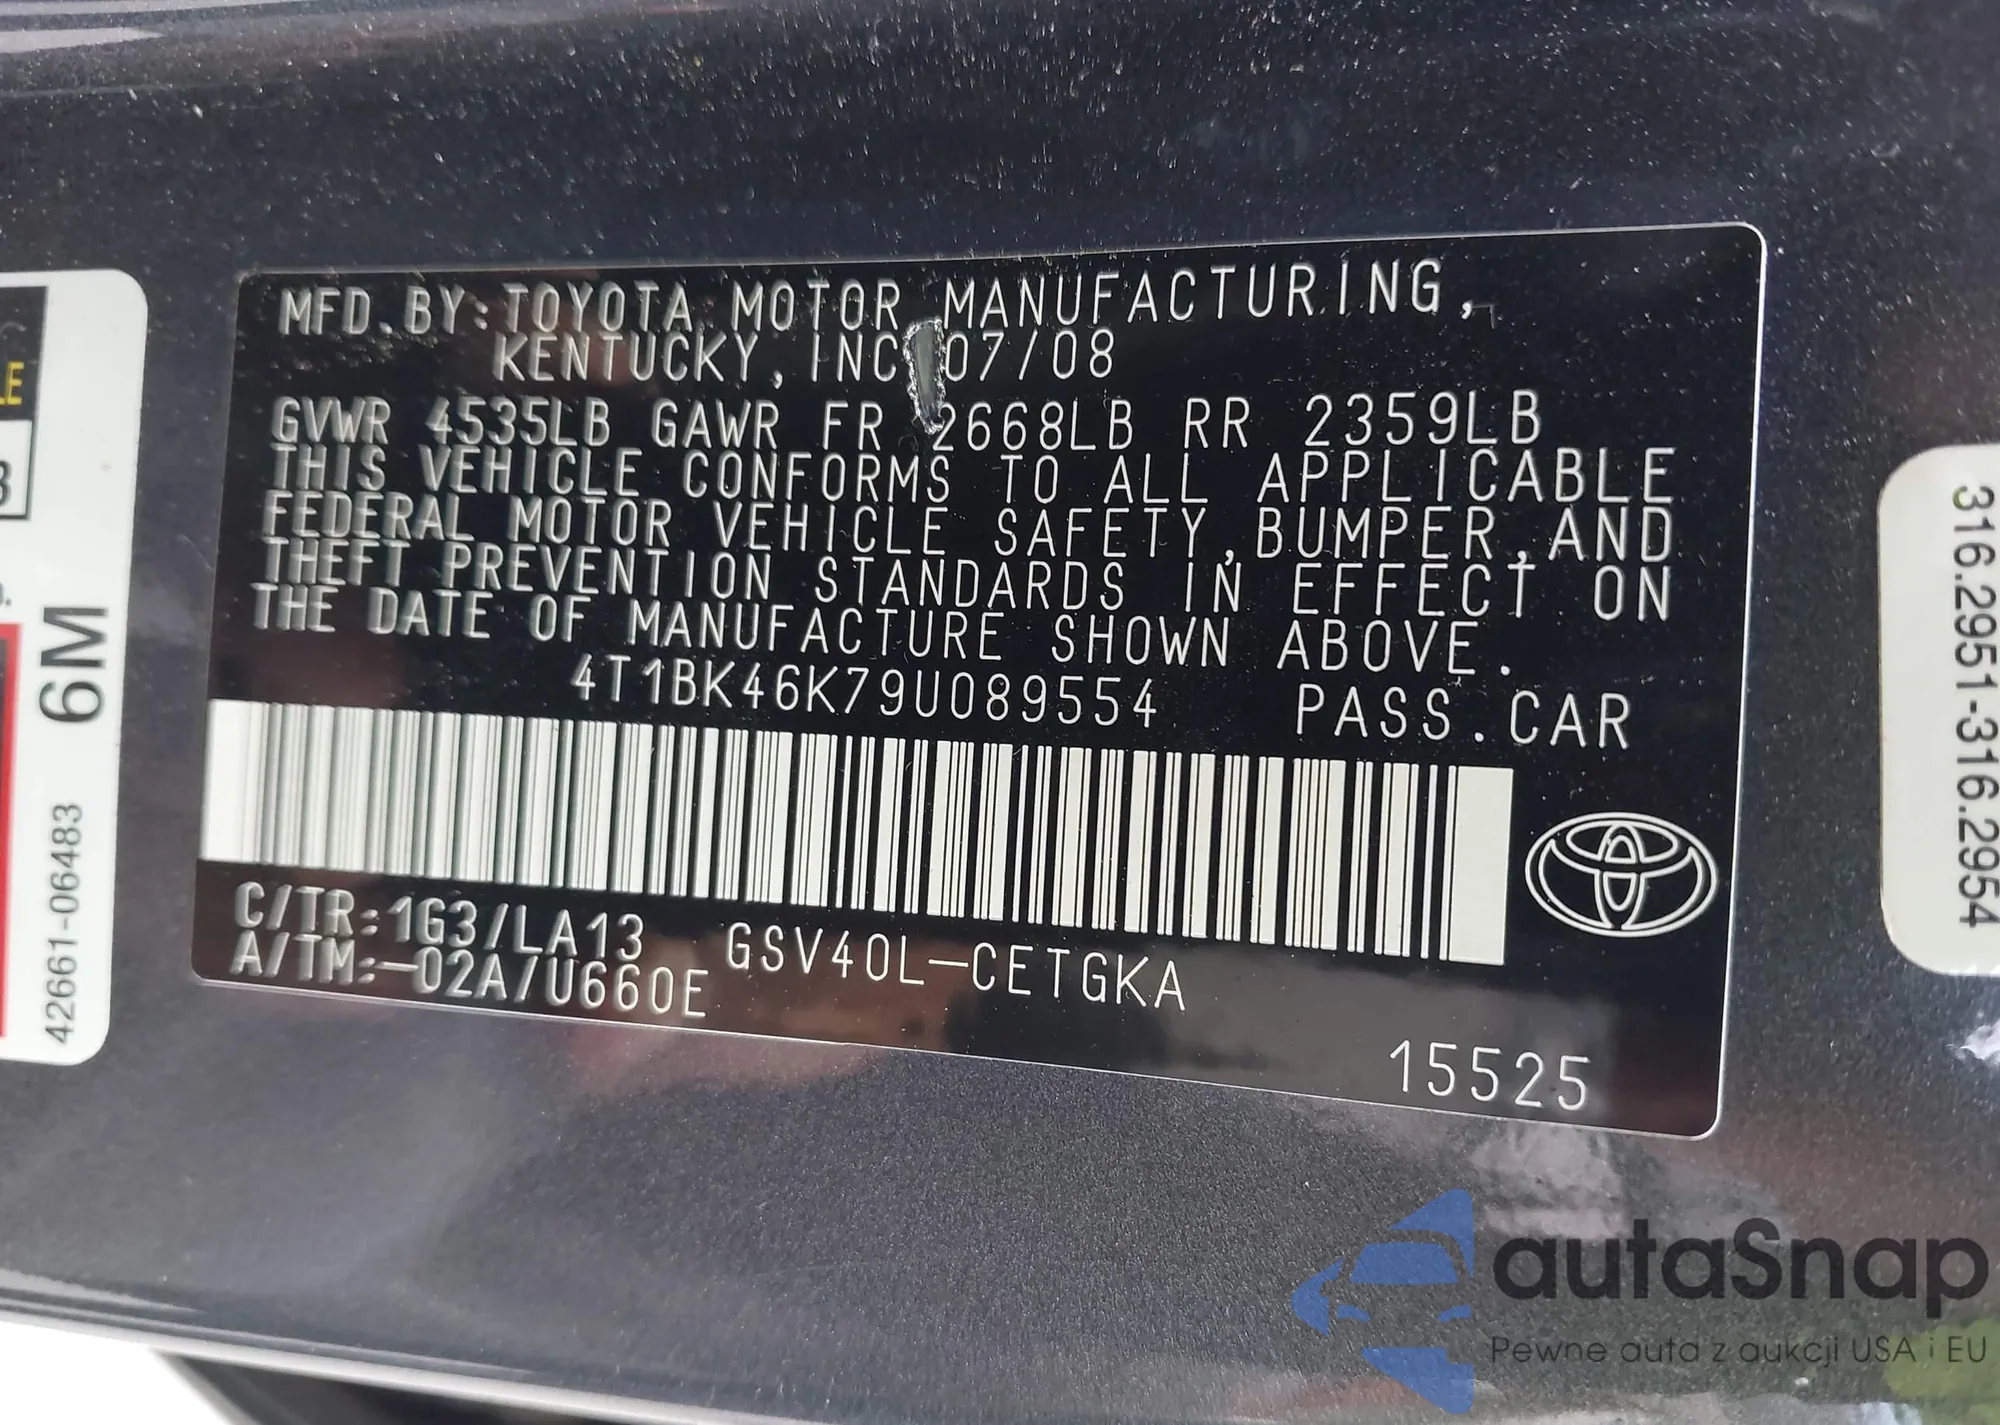 MFD.BY:TOYOTA MOTOR MANUFACTURING,
KENTUCKY, INC 07/08
GVWR 4535LB GAWR FR 2668LB RR 2359LB
THIS VEHICLE CONFORMS TO ALL APPLICABLE
FEDERAL MOTOR VEHICLE SAFETY,BUMPER,AND
THEFT PREVENTION STANDARDS IN EFFECT ON
THE DATE OF MANUFACTURE SHOWN ABOVE.
4T1BK46K79U089554 PASS.CAR
C/TR:1G3/LA13 GSV40L-CETGKA
A/TM:-02A/U660E
15525
6M
42661-06483
316.2951-316.2954
autaSnap
Pewne auta z aukcji USA i EU